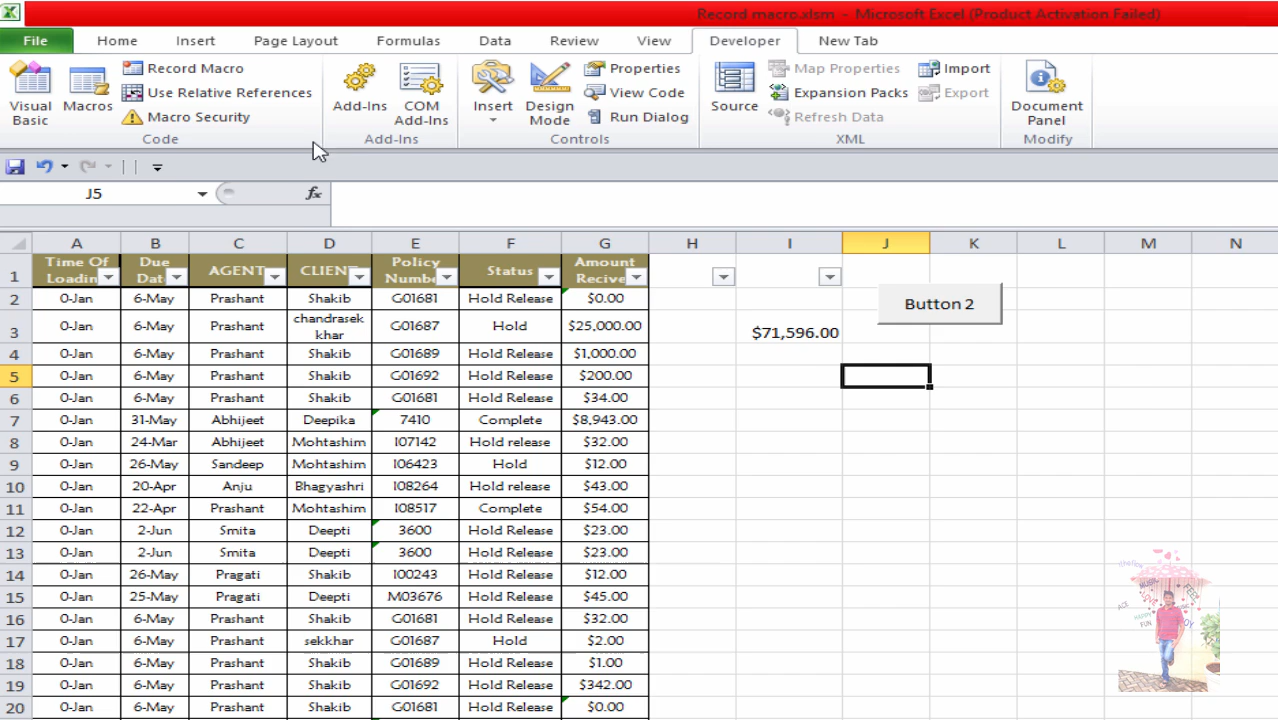 Record macro.xlsm - Microsoft Excel (Product Activation Failed)
File Home Insert Page Layout Formulas Data Review View Developer New Tab
Visual Basic
Macros
Record Macro
Use Relative References
Macro Security
Code
Add-Ins
COM Add-Ins
Add-Ins
Insert
Design Mode
Properties
View Code
Run Dialog
Controls
Source
Map Properties
Expansion Packs
Refresh Data
Import
Export
XML
Document Panel
Modify
J5 fx
A B C D E F G H I J K L M N
1 Time Of Loadin Due Dat AGENT CLIENT Policy Numbe Status Amount Recive
2 0-Jan 6-May Prashant Shakib G01681 Hold Release $0.00
Button 2
3 0-Jan 6-May Prashant chandrasek khar G01687 Hold $25,000.00 $71,596.00
4 0-Jan 6-May Prashant Shakib G01689 Hold Release $1,000.00
5 0-Jan 6-May Prashant Shakib G01692 Hold Release $200.00
6 0-Jan 6-May Prashant Shakib G01681 Hold Release $34.00
7 0-Jan 31-May Abhijeet Deepika 7410 Complete $8,943.00
8 0-Jan 24-Mar Abhijeet Mohtashim I07142 Hold release $32.00
9 0-Jan 26-May Sandeep Mohtashim I06423 Hold $12.00
10 0-Jan 20-Apr Anju Bhagyashri I08264 Hold release $43.00
11 0-Jan 22-Apr Prashant Mohtashim I08517 Complete $54.00
12 0-Jan 2-Jun Smita Deepti 3600 Hold Release $23.00
13 0-Jan 2-Jun Smita Deepti 3600 Hold Release $23.00
14 0-Jan 26-May Pragati Shakib I00243 Hold Release $12.00
15 0-Jan 25-May Pragati Deepti M03676 Hold Release $45.00
16 0-Jan 6-May Prashant Shakib G01681 Hold Release $32.00
17 0-Jan 6-May Prashant sekkhar G01687 Hold $2.00
18 0-Jan 6-May Prashant Shakib G01689 Hold Release $1.00
19 0-Jan 6-May Prashant Shakib G01692 Hold Release $342.00
20 0-Jan 6-May Prashant Shakib G01681 Hold Release $0.00